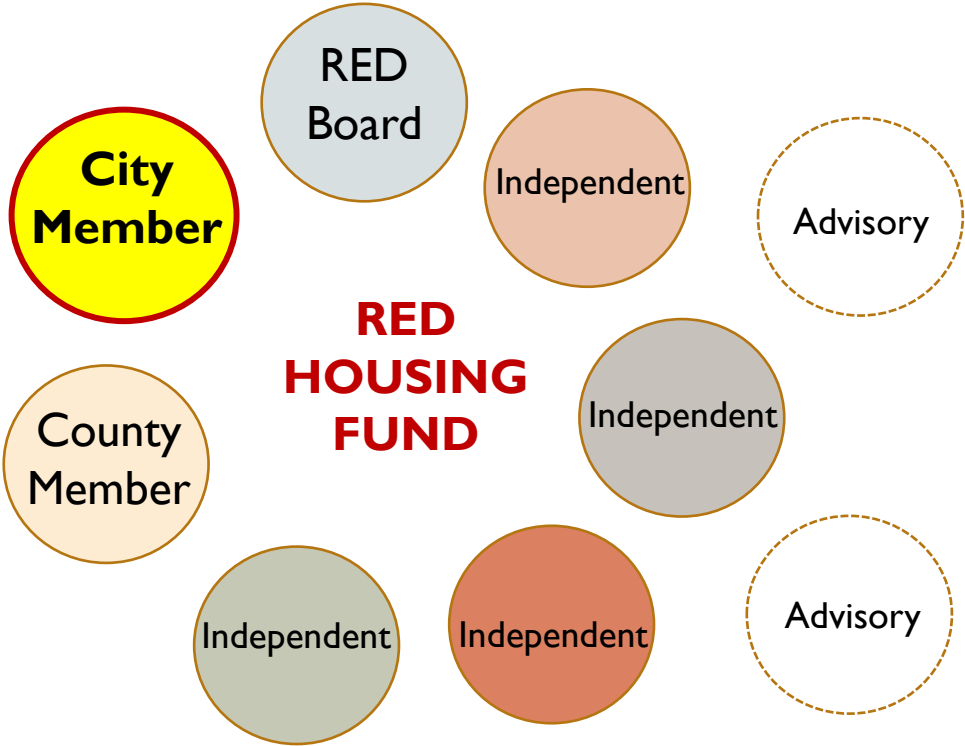 RED
Board
City
Member
Independent
Advisory
RED
HOUSING
FUND
County
Member
Independent
Independent
Independent
Advisory